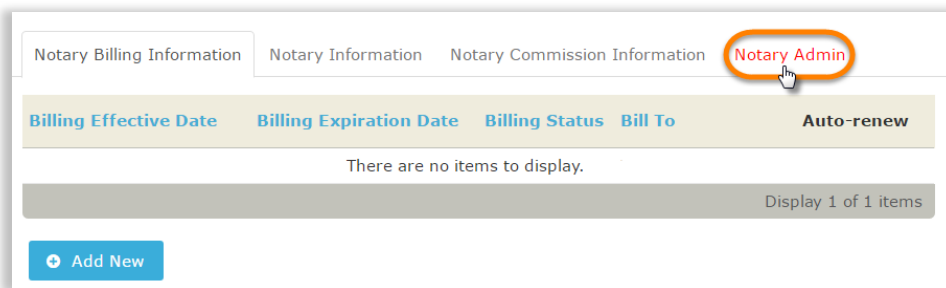 Notary Billing Information Notary Information Notary Commission Information Notary Admin
Billing Effective Date Billing Expiration Date Billing Status Bill To Auto-renew
There are no items to display.
Display 1 of 1 items
Add New